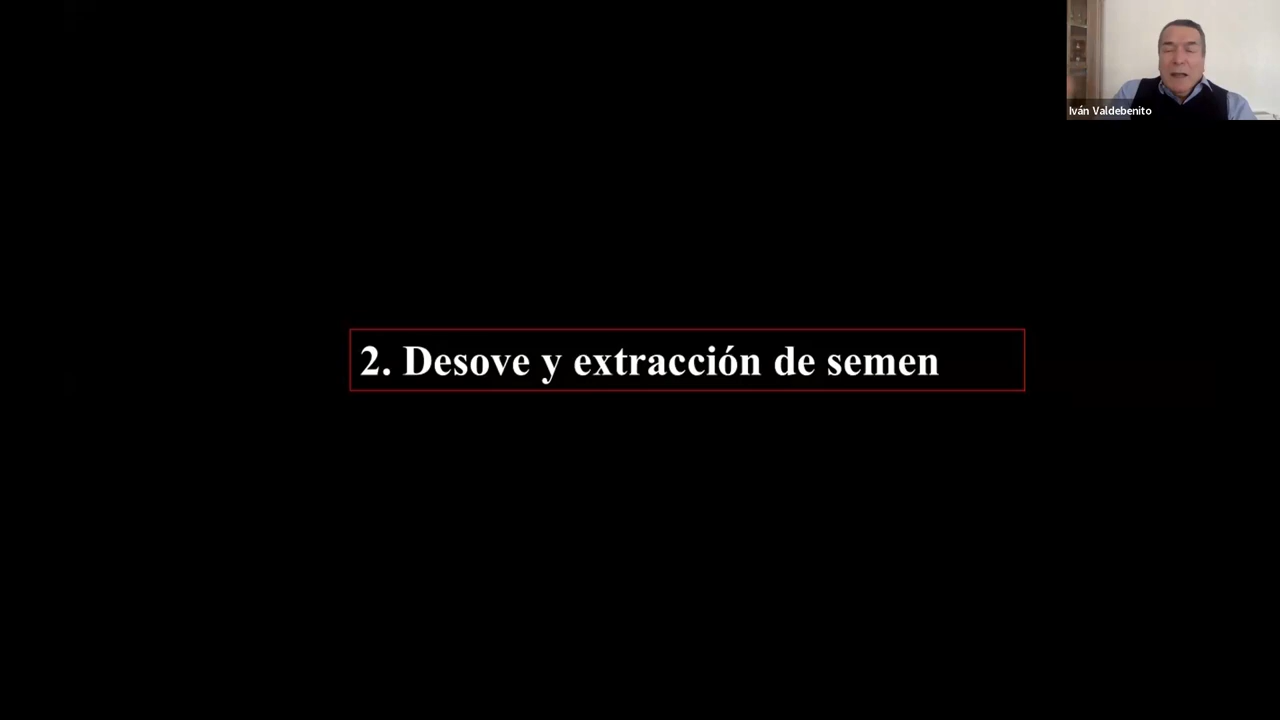 Iván Valdebenito
2. Desove y extracción de semen